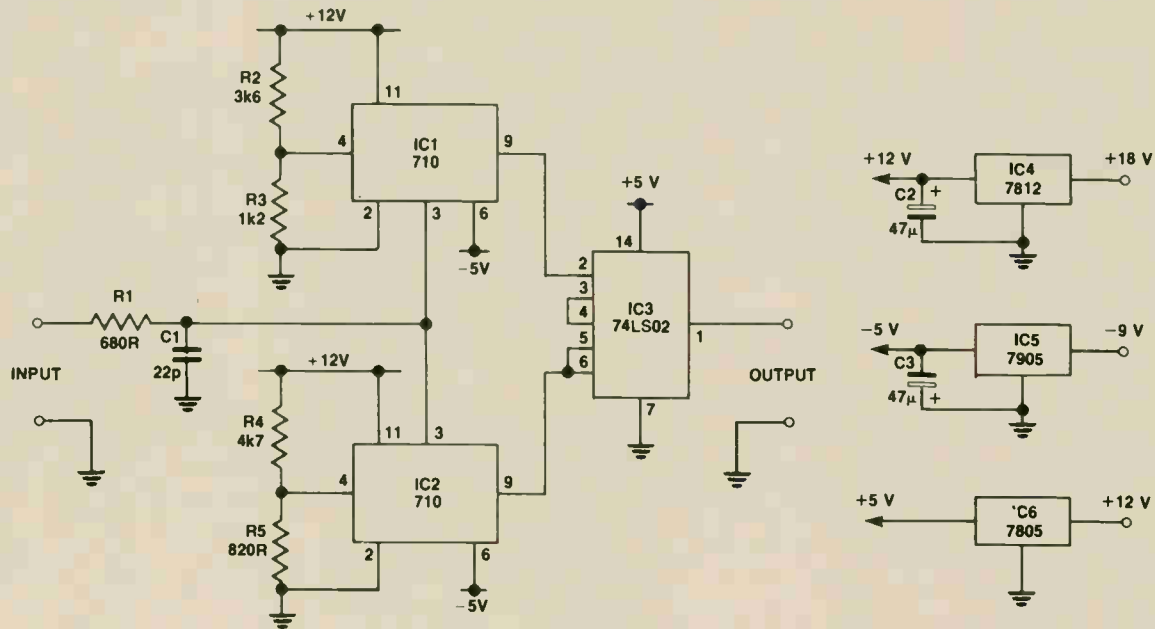 +12V
R2
3k6
11
4
IC1
710
9
R3
1k2
2
3
6
-5V
+5 V
14
2
3
4
5
6
IC3
74LS02
1
7
R1
680R
C1
22p
INPUT
OUTPUT
+12V
R4
4k7
11
3
4
IC2
710
9
R5
820R
2
6
-5V
+12 V
IC4
7812
+18 V
C2
+
47μ
-5 V
IC5
7905
-9 V
C3
47μ
+
+5 V
'C6
7805
+12 V